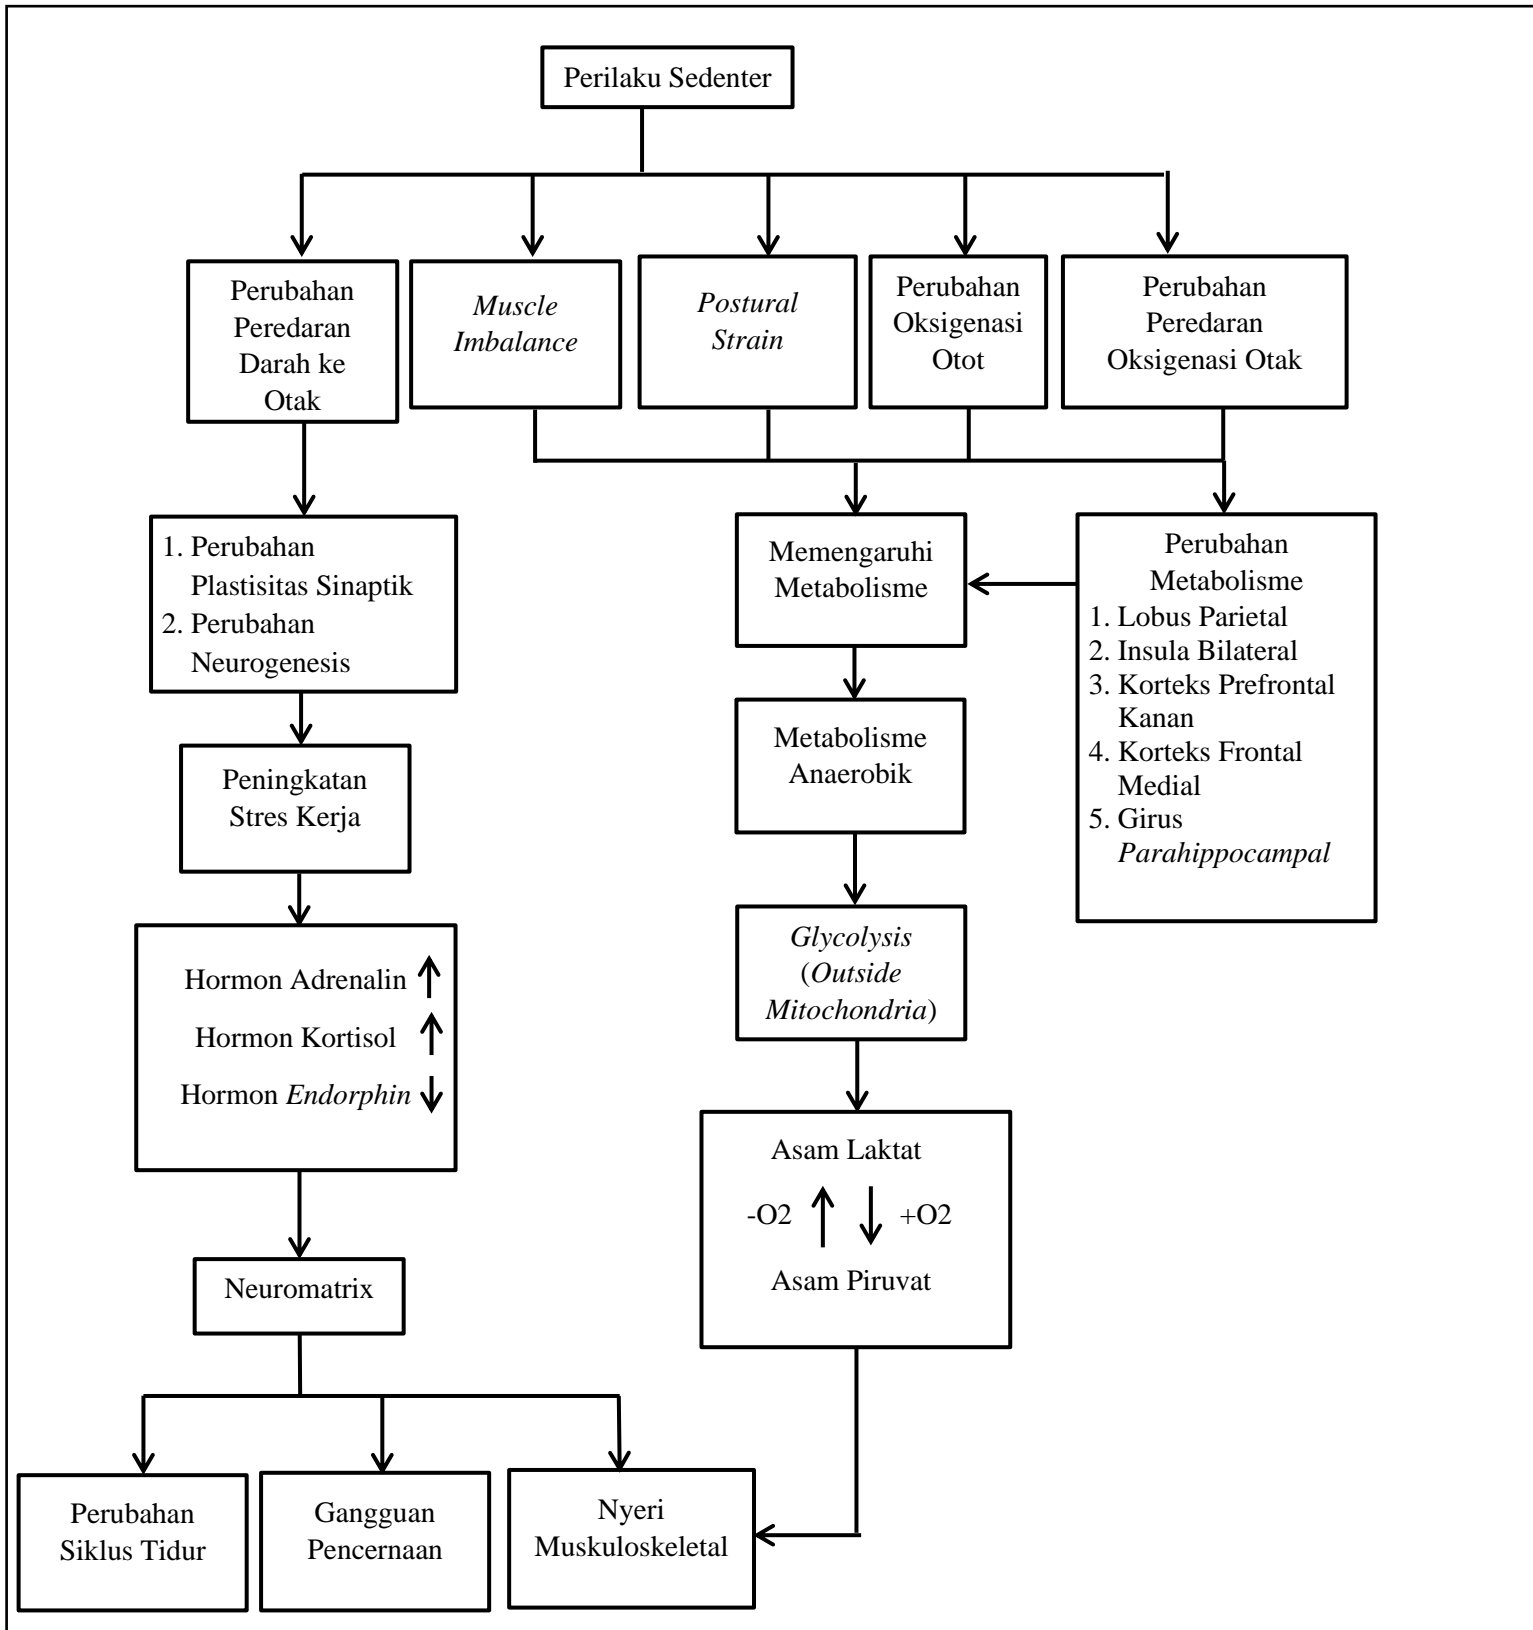 Perilaku Sedenter
Perubahan
Peredaran
Darah ke
Otak
Muscle
Imbalance
Postural
Strain
Perubahan
Oksigenasi
Otot
Perubahan
Peredaran
Oksigenasi Otak
1. Perubahan
Plastisitas Sinaptik
2. Perubahan
Neurogenesis
Memengaruhi
Metabolisme
Perubahan
Metabolisme
1. Lobus Parietal
2. Insula Bilateral
3. Korteks Prefrontal
Kanan
4. Korteks Frontal
Medial
5. Girus
Parahippocampal
Peningkatan
Stres Kerja
Metabolisme
Anaerobik
Hormon Adrenalin
Hormon Kortisol
Hormon Endorphin
Glycolysis
(Outside
Mitochondria)
Asam Laktat
-O2 +O2
Asam Piruvat
Neuromatrix
Perubahan
Siklus Tidur
Gangguan
Pencernaan
Nyeri
Muskuloskeletal